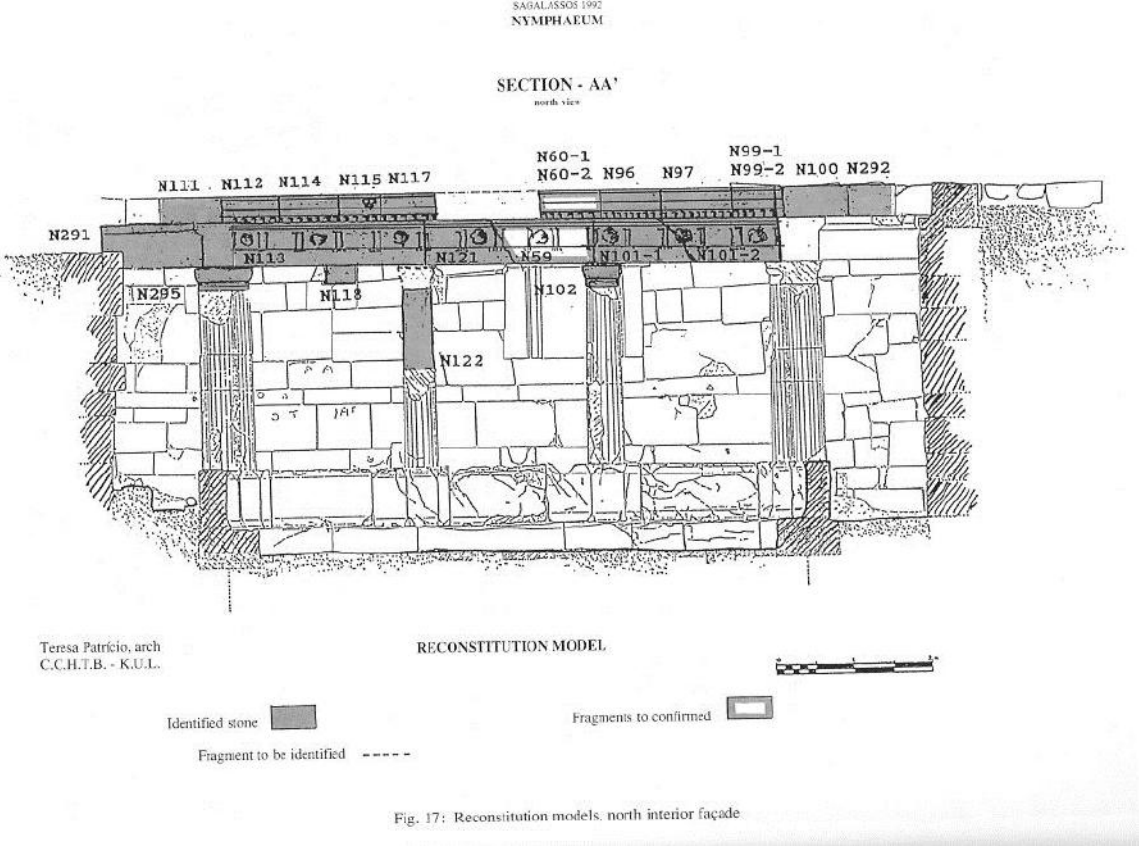 SAGALASSOS 1992
NYMPHAEUM
SECTION - AA'
north view
N60-1
N60-2
N96
N97
N99-1
N99-2
N100
N292
N111
N112
N114
N115
N117
N291
N113
N121
N59
N101-1
N101-2
N295
N118
N102
N122
Teresa Patrício, arch
C.C.H.T.B. - K.U.L.
RECONSTITUTION MODEL
Identified stone
Fragments to confirmed
Fragment to be identified
Fig. 17: Reconstitution models. north interior façade